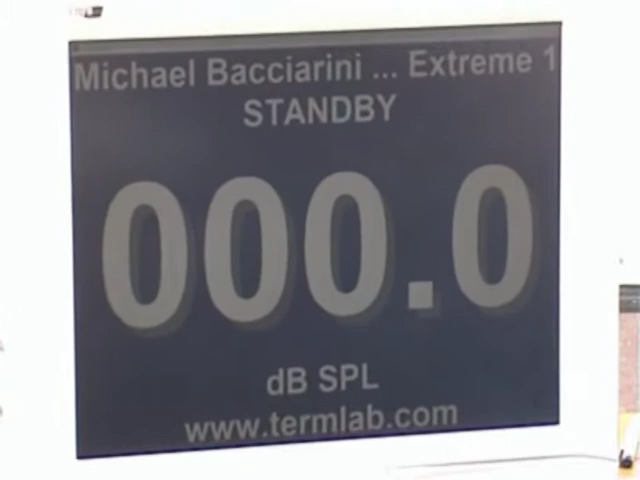 Michael Bacciarini ... Extreme 1
STANDBY
000.0
dB SPL
www.termlab.com